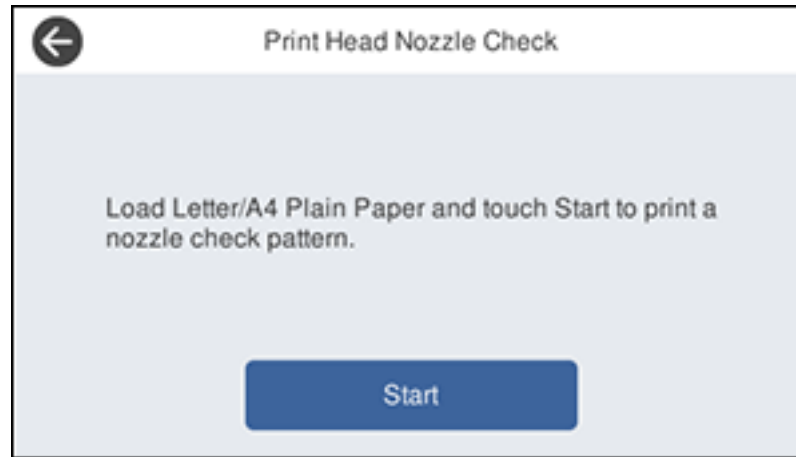 Print Head Nozzle Check
Load Letter/A4 Plain Paper and touch Start to print a
nozzle check pattern.
Start